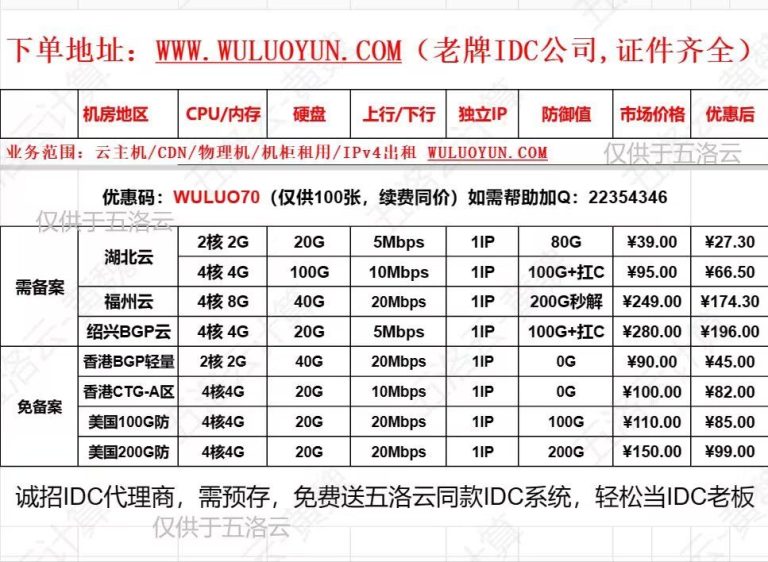 下单地址：WWW.WULUOYUN.COM（老牌IDC公司,证件齐全）
机房地区 CPU/内存 硬盘 上行/下行 独立IP 防御值 市场价格 优惠后
业务范围：云主机/CDN/物理机/机柜租用/IPv4出租 WULUOYUN.COM
仅供于五洛云
优惠码：WULUO70（仅供100张，续费同价）如需帮助加Q：22354346
仅供于五洛云
需备案
湖北云 2核 2G 20G 5Mbps 1IP 80G ¥39.00 ¥27.30
4核 4G 100G 10Mbps 1IP 100G+扛C ¥95.00 ¥66.50
福州云 4核 8G 40G 20Mbps 1IP 200G秒解 ¥249.00 ¥174.30
绍兴BGP云 4核 4G 20G 5Mbps 1IP 100G+扛C ¥280.00 ¥196.00
免备案
香港BGP轻量 2核 2G 40G 20Mbps 1IP 0G ¥90.00 ¥45.00
香港CTG-A区 4核4G 20G 10Mbps 1IP 0G ¥100.00 ¥82.00
美国100G防 4核4G 20G 20Mbps 1IP 100G ¥110.00 ¥85.00
美国200G防 4核4G 20G 20Mbps 1IP 200G ¥150.00 ¥99.00
诚招IDC代理商，需预存，免费送五洛云同款IDC系统，轻松当IDC老板
仅供于五洛云